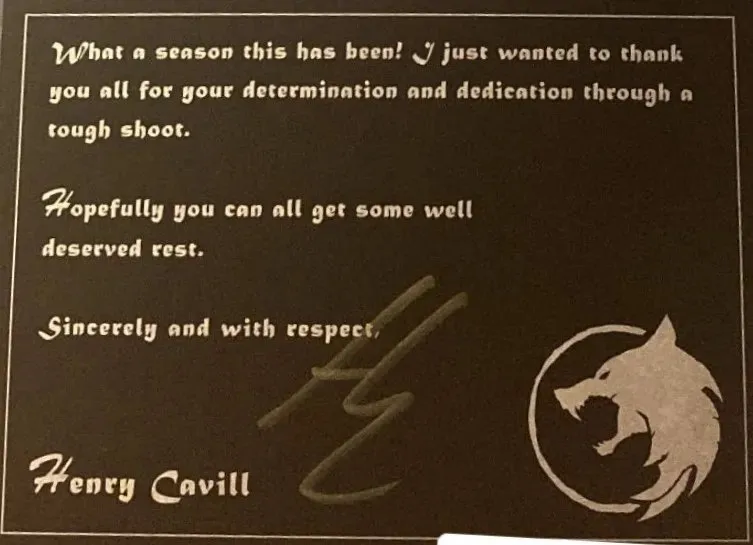 What a season this has been! I just wanted to thank
you all for your determination and dedication through a
tough shoot.
Hopefully you can all get some well
deserved rest.
Sincerely and with respect,
HC
Henry Cavill